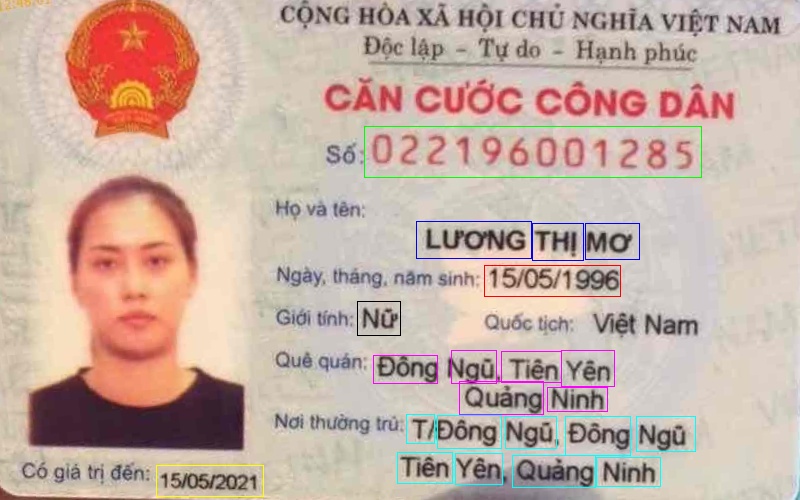 CỘNG HÒA XÃ HỘI CHỦ NGHĨA VIỆT NAM
Độc lập - Tự do - Hạnh phúc
CĂN CƯỚC CÔNG DÂN
Số: 022196001285
Họ và tên:
LƯƠNG THỊ MƠ
Ngày, tháng, năm sinh: 15/05/1996
Giới tính: Nữ Quốc tịch: Việt Nam
Quê quán: Đông Ngũ, Tiên Yên
Quảng Ninh
Nơi thường trú: T/Đông Ngũ, Đông Ngũ
Tiên Yên, Quảng Ninh
Có giá trị đến: 15/05/2021